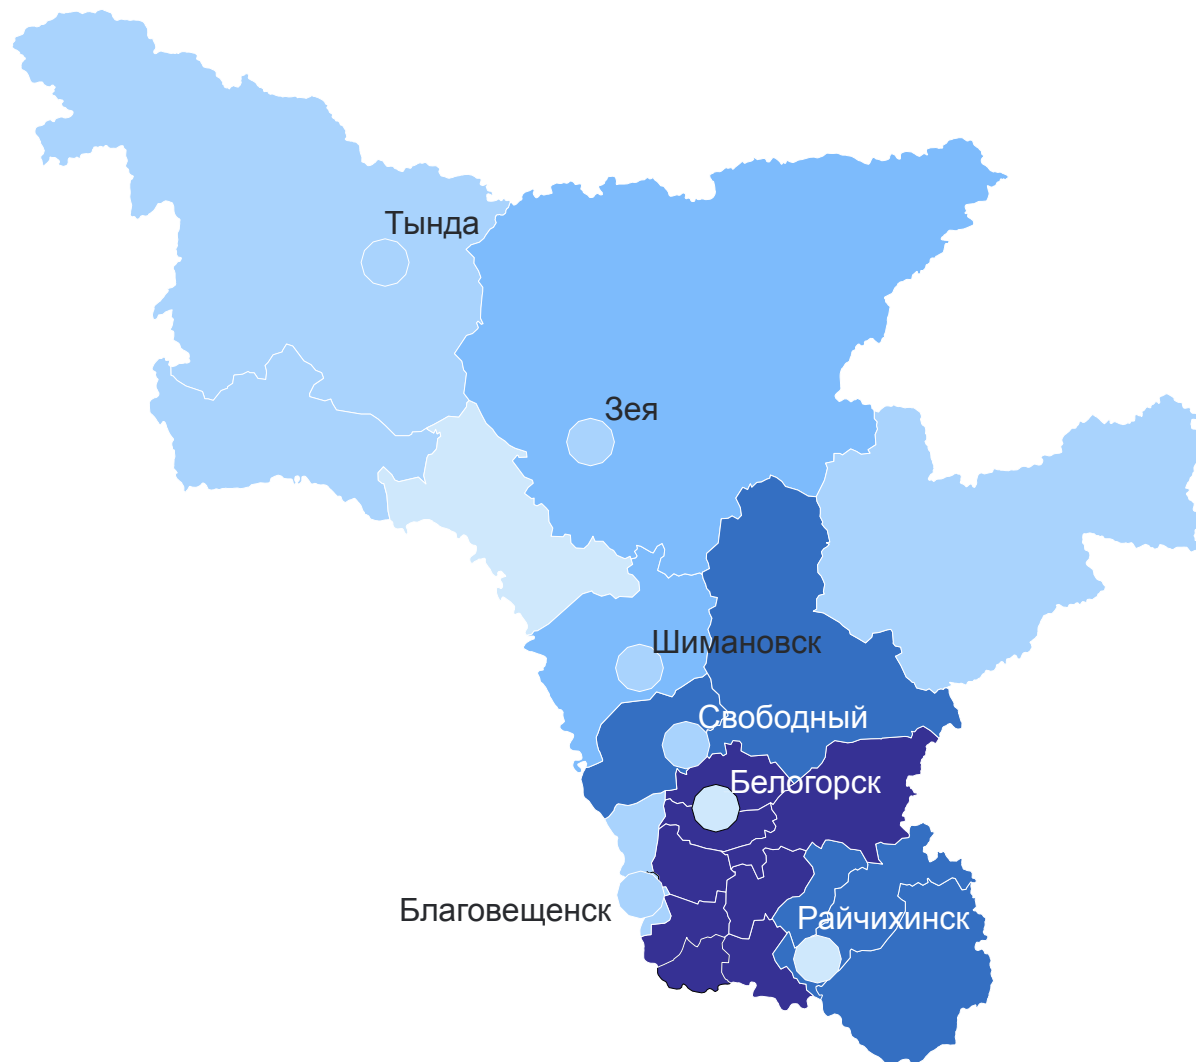 Тында
Зея
Шимановск
Свободный
Белогорск
Благовещенск
Райчихинск